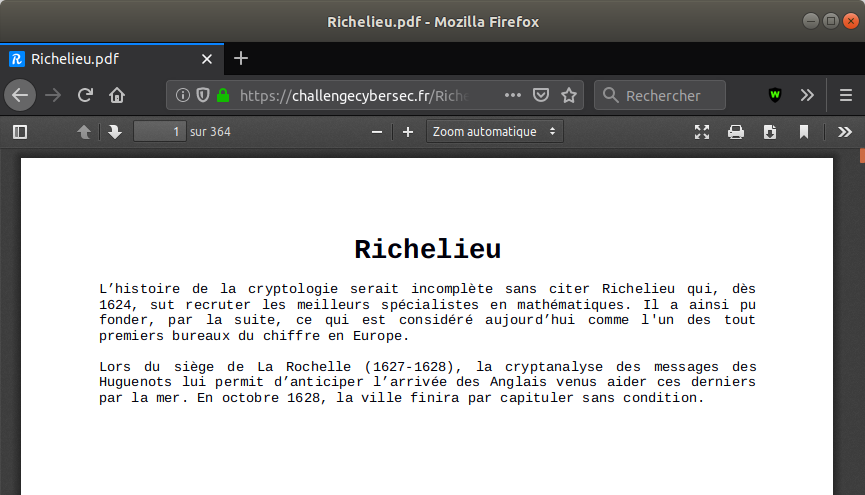 Richelieu.pdf - Mozilla Firefox
Richelieu.pdf
https://challengecybersec.fr/Riche
Rechercher
1 sur 364
Zoom automatique
Richelieu
L’histoire de la cryptologie serait incomplète sans citer Richelieu qui, dès
1624, sut recruter les meilleurs spécialistes en mathématiques. Il a ainsi pu
fonder, par la suite, ce qui est considéré aujourd’hui comme l'un des tout
premiers bureaux du chiffre en Europe.
Lors du siège de La Rochelle (1627-1628), la cryptanalyse des messages des
Huguenots lui permit d’anticiper l’arrivée des Anglais venus aider ces derniers
par la mer. En octobre 1628, la ville finira par capituler sans condition.